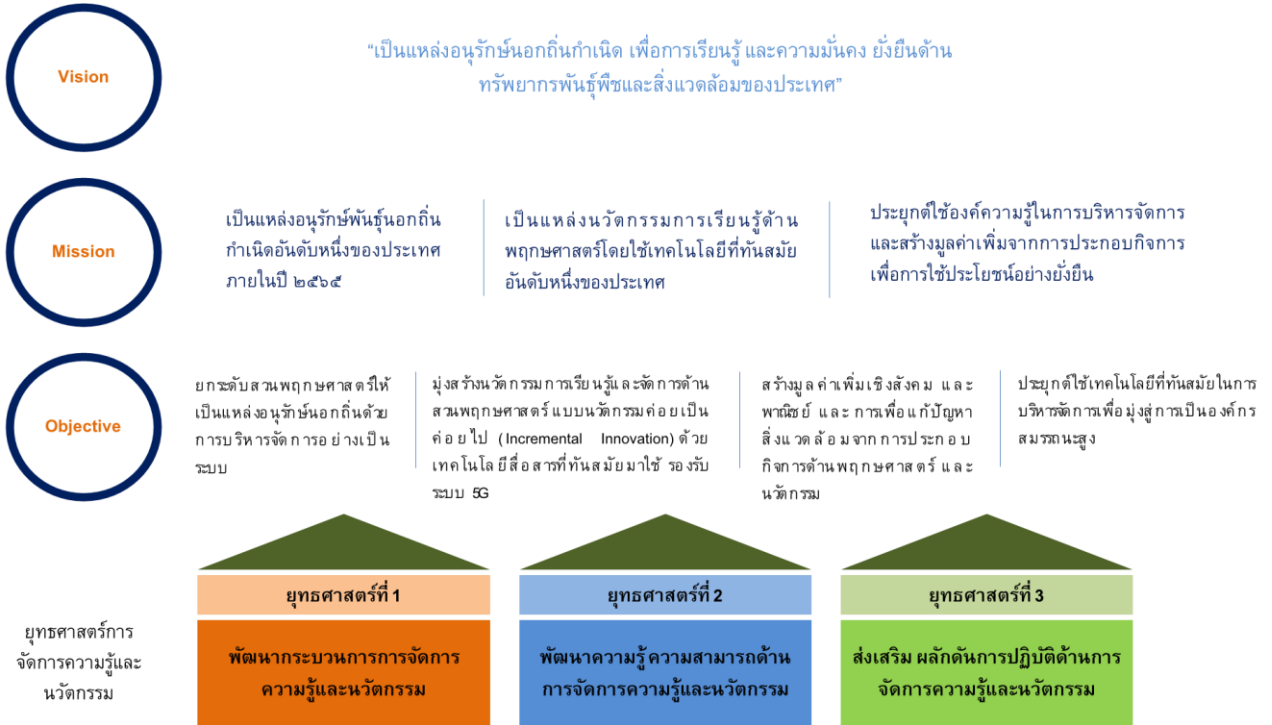 Vision
“เป็นแหล่งอนุรักษ์นอกถิ่นกำเนิด เพื่อการเรียนรู้ และความมั่นคง ยั่งยืนด้าน
ทรัพยากรพันธุ์พืชและสิ่งแวดล้อมของประเทศ”
Mission
เป็นแหล่งอนุรักษ์พันธุ์นอกถิ่น
กำเนิดอันดับหนึ่งของประเทศ
ภายในปี ๒๕๖๕
เป็นแหล่งนวัตกรรมการเรียนรู้ด้าน
พฤกษศาสตร์โดยใช้เทคโนโลยีที่ทันสมัย
อันดับหนึ่งของประเทศ
ประยุกต์ใช้องค์ความรู้ในการบริหารจัดการ
และสร้างมูลค่าเพิ่มจากการประกอบกิจการ
เพื่อการใช้ประโยชน์อย่างยั่งยืน
Objective
ยกระดับสวนพฤกษศาสตร์ให้
เป็นแหล่งอนุรักษ์นอกถิ่นด้วย
การบริหารจัดการอย่างเป็น
ระบบ
มุ่งสร้างนวัตกรรมการเรียนรู้และจัดการด้าน
สวนพฤกษศาสตร์แบบนวัตกรรมค่อยเป็น
ค่อยไป (Incremental Innovation) ด้วย
เทคโนโลยีสื่อสารที่ทันสมัยมาใช้ รองรับ
ระบบ 5G
สร้างมูลค่าเพิ่มเชิงสังคม และ
พาณิชย์ และ การเพื่อแก้ปัญหา
สิ่งแวดล้อมจากการประกอบ
กิจการด้านพฤกษศาสตร์ และ
นวัตกรรม
ประยุกต์ใช้เทคโนโลยีที่ทันสมัยในการ
บริหารจัดการเพื่อมุ่งสู่การเป็นองค์กร
สมรรถนะสูง
ยุทธศาสตร์การ
จัดการความรู้และ
นวัตกรรม
ยุทธศาสตร์ที่ 1
พัฒนากระบวนการการจัดการ
ความรู้และนวัตกรรม
ยุทธศาสตร์ที่ 2
พัฒนาความรู้ ความสามารถด้าน
การจัดการความรู้และนวัตกรรม
ยุทธศาสตร์ที่ 3
ส่งเสริม ผลักดันการปฏิบัติด้านการ
จัดการความรู้และนวัตกรรม